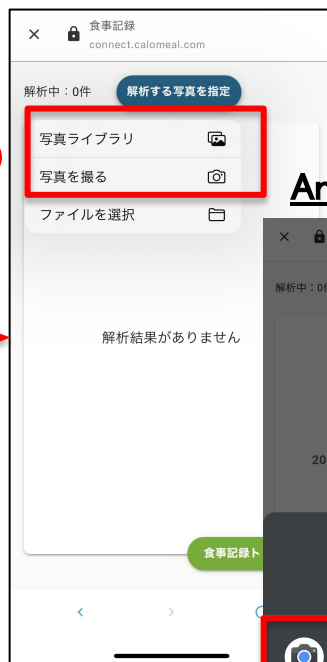 食事記録
connect.calomeal.com
解析中：0件
解析する写真を指定
写真ライブラリ
写真を撮る
ファイルを選択
解析結果がありません
食事記録ト
An
解析中：0件
20